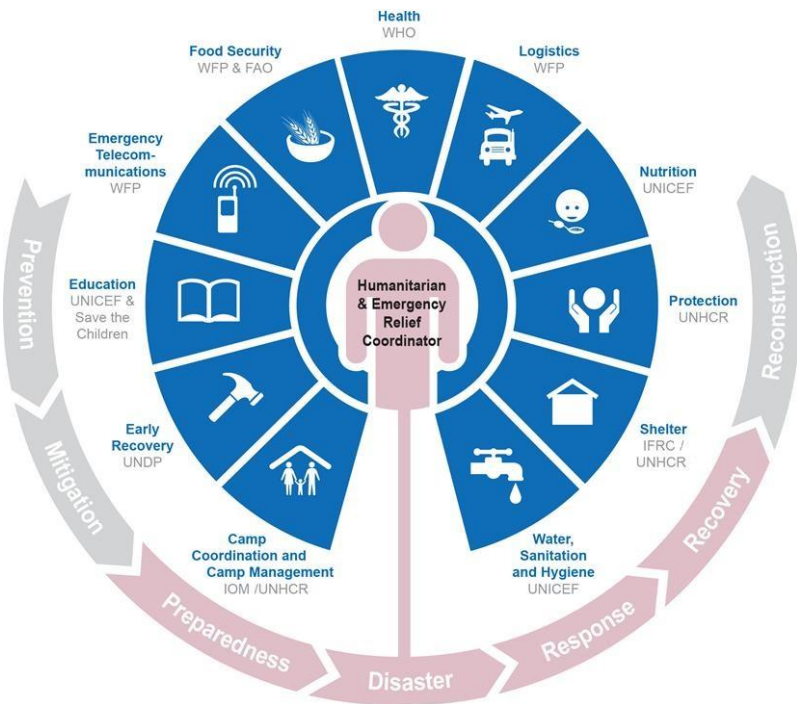 Health
WHO
Food Security
WFP & FAO
Logistics
WFP
Emergency
Telecom-
munications
WFP
Nutrition
UNICEF
Education
UNICEF &
Save the
Children
Humanitarian
& Emergency
Relief
Coordinator
Protection
UNHCR
Early
Recovery
UNDP
Shelter
IFRC /
UNHCR
Camp
Coordination and
Camp Management
IOM /UNHCR
Water,
Sanitation
and Hygiene
UNICEF
Prevention
Mitigation
Preparedness
Disaster
Response
Recovery
Reconstruction